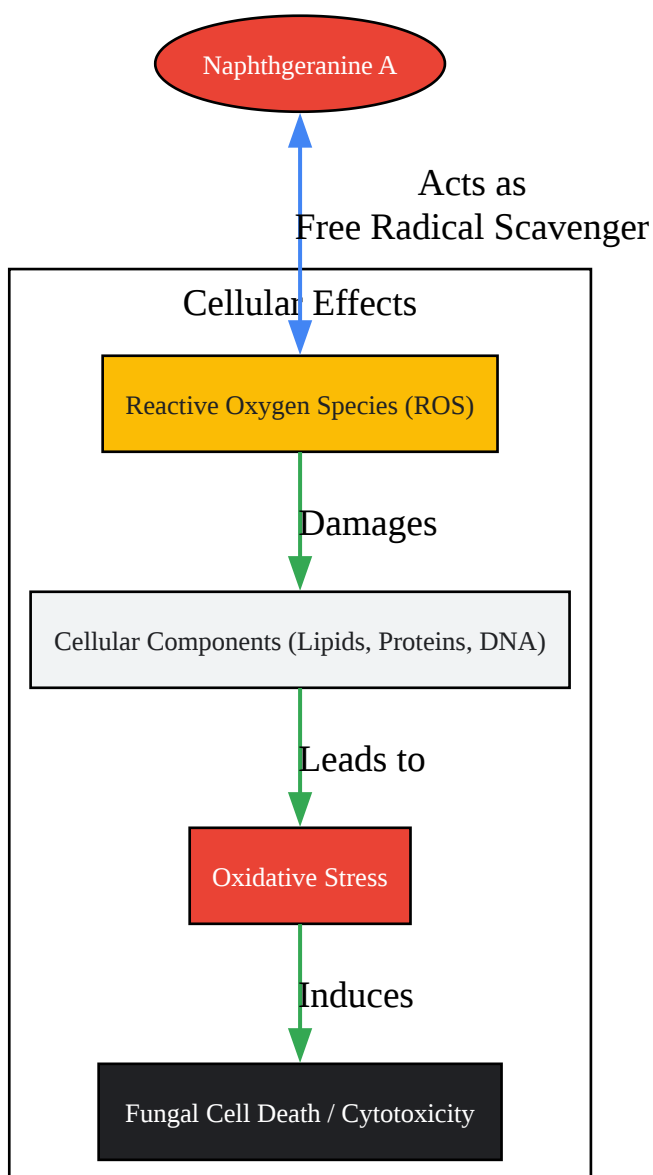 Naphthgeranine A
Acts as
Free Radical Scavenger
Cellular Effects
Reactive Oxygen Species (ROS)
Damages
Cellular Components (Lipids, Proteins, DNA)
Leads to
Oxidative Stress
Induces
Fungal Cell Death / Cytotoxicity